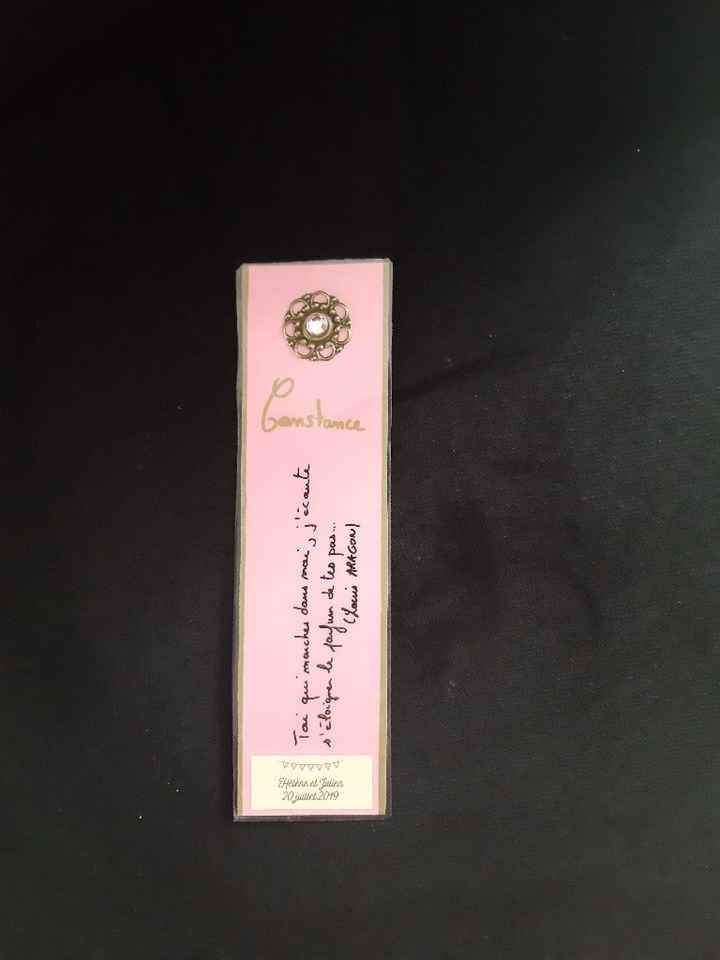 Constance
Toi qui marches dans moi, j'écoute
s'éloigner le parfum de tes pas...
(Louis ARAGON)
Hélène et Julien
20 juillet 2019